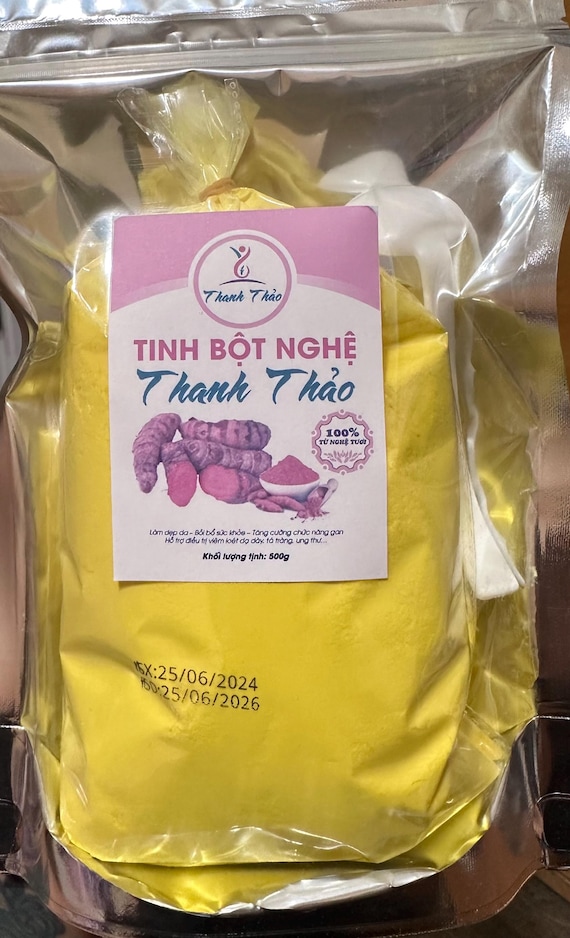 Thanh Thảo
TINH BỘT NGHỆ
Thanh Thảo
100%
TỪ NGHỆ TƯƠI
Làm đẹp da – Bồi bổ sức khỏe – Tăng cường chức năng gan
Hỗ trợ điều trị viêm loét dạ dày, tá tràng, ung thư...
Khối lượng tịnh: 500g
NSX:25/06/2024
HSD:25/06/2026